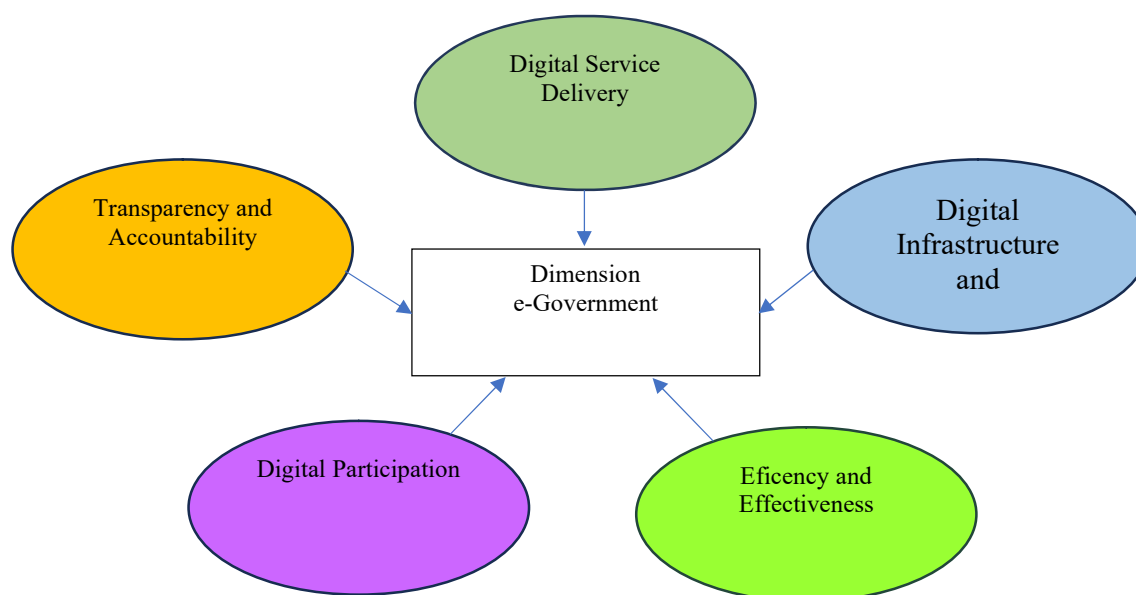 Digital Service
Delivery
Transparency and
Accountability
Digital
Infrastructure
and
Dimension
e-Government
Digital Participation
Eficency and
Effectiveness